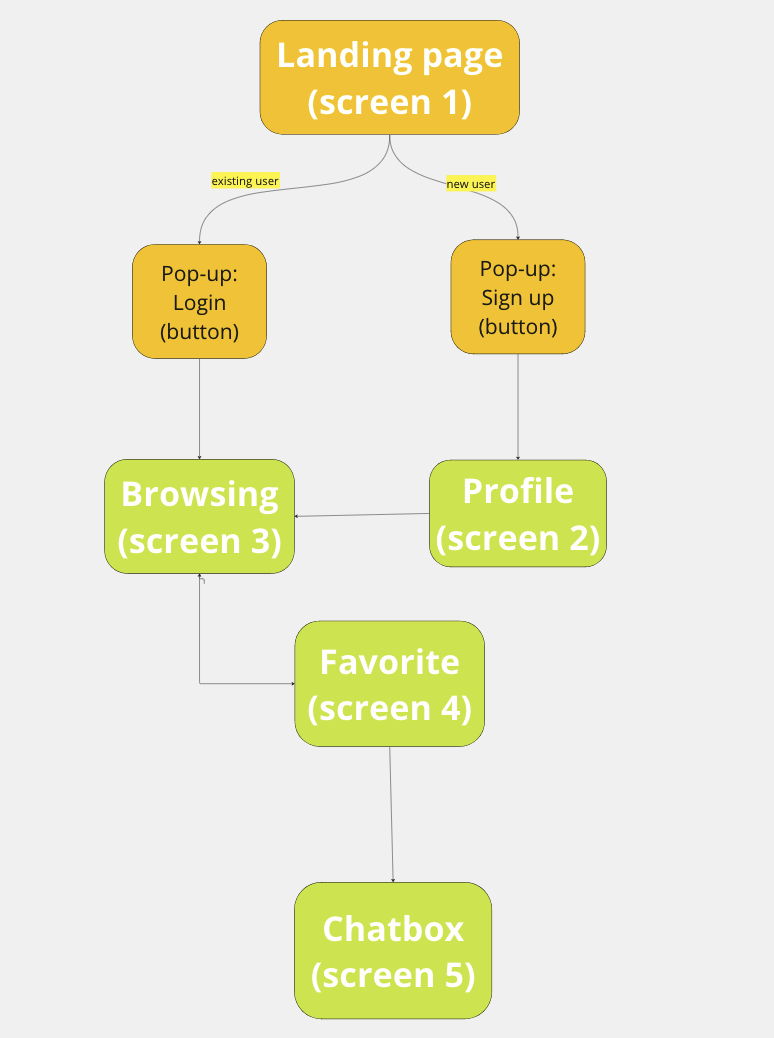 Landing page
(screen 1)
existing user
new user
Pop-up:
Login
(button)
Pop-up:
Sign up
(button)
Browsing
(screen 3)
Profile
(screen 2)
Favorite
(screen 4)
Chatbox
(screen 5)